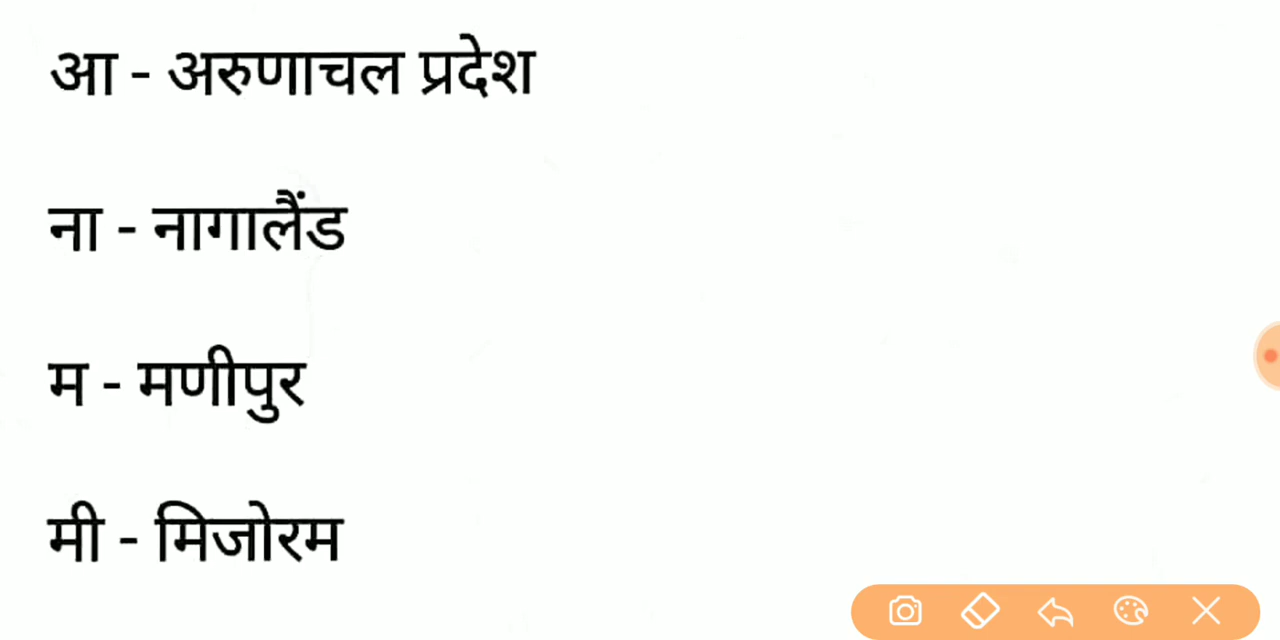 आ - अरुणाचल प्रदेश
ना - नागालैंड
म - मणीपुर
मी - मिजोरम